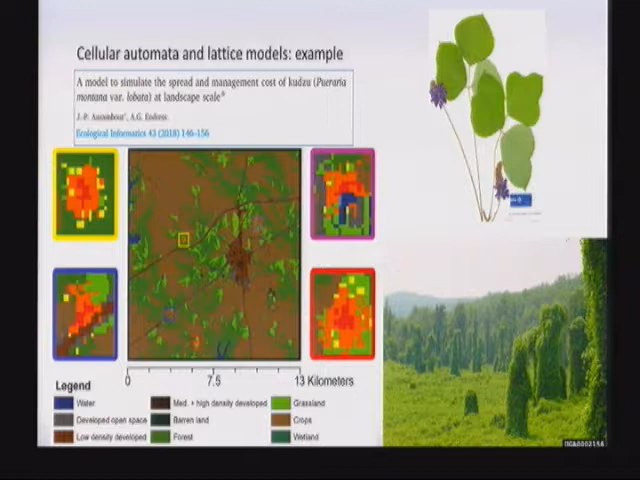 Cellular automata and lattice models: example
A model to simulate the spread and management cost of kudzu (Pueraria
montana var. lobata) at landscape scale
J.-P. Aurambout, A.G. Endress
Ecological Informatics 43 (2018) 146–156
0 7.5 13 Kilometers
Legend
Water Med. + high density developed Grassland
Developed open space Barren land Crops
Low density developed Forest Wetland